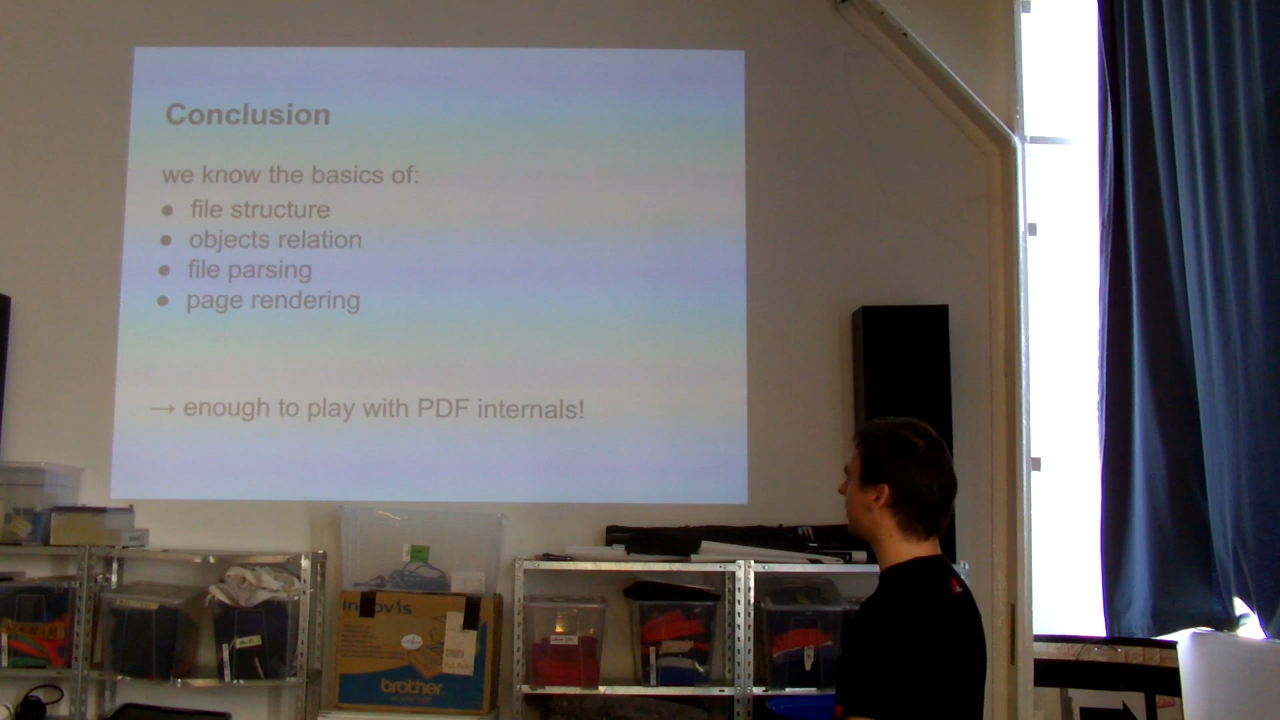 Conclusion
we know the basics of:
● file structure
● objects relation
● file parsing
● page rendering
→ enough to play with PDF internals!
brother